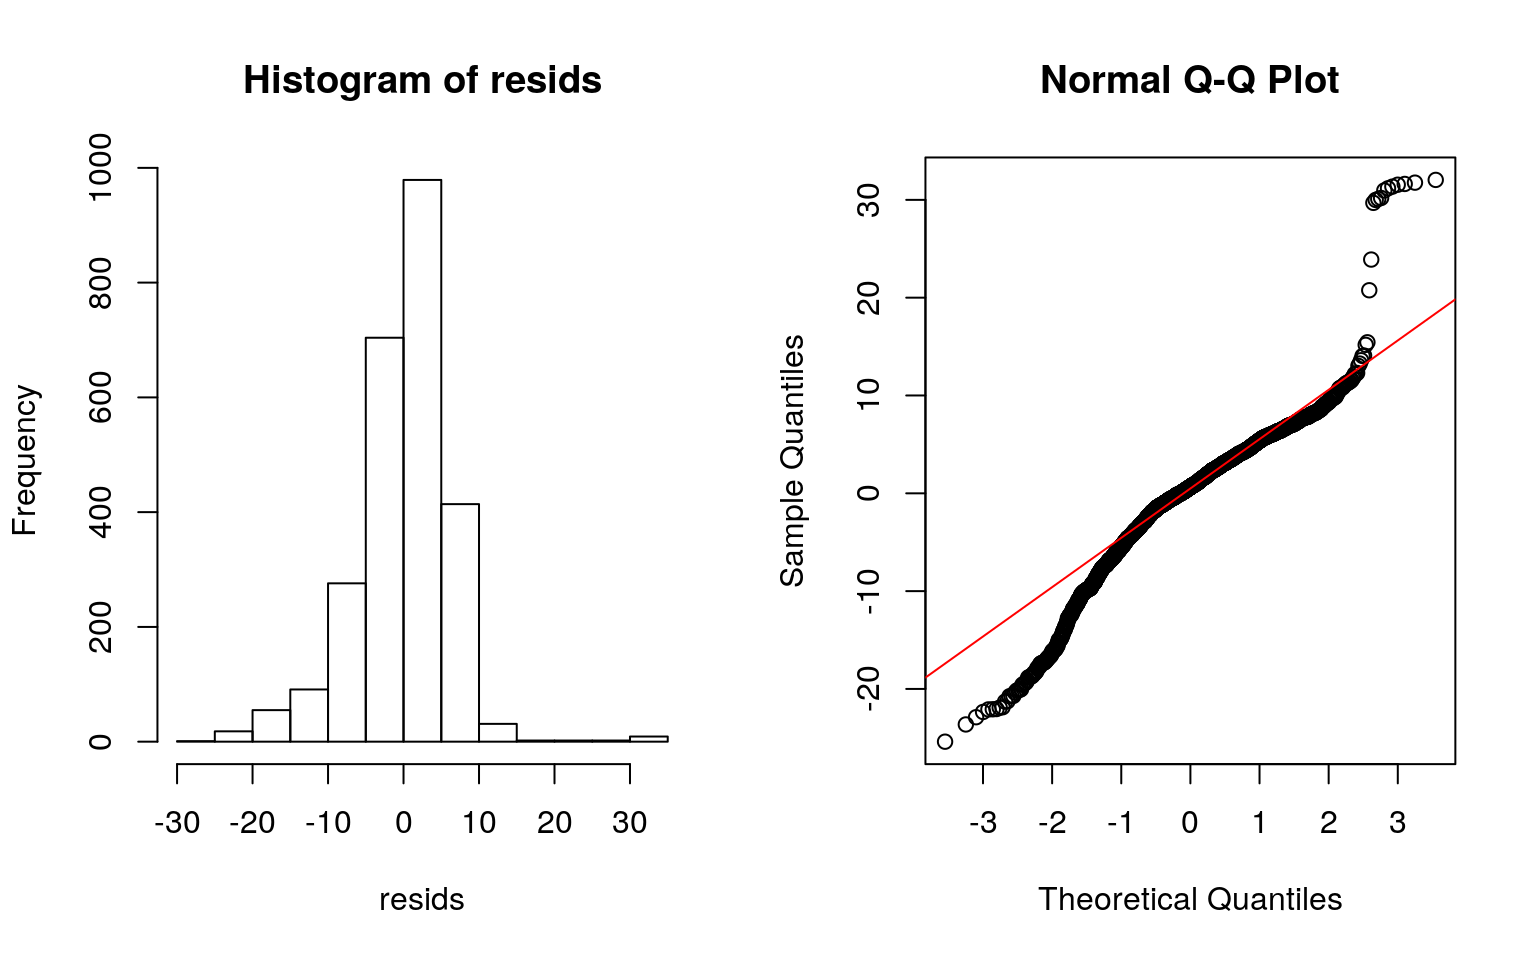 Histogram of resids
Frequency
0 200 400 600 800 1000
-30 -20 -10 0 10 20 30
resids
Normal Q-Q Plot
Sample Quantiles
-20 -10 0 10 20 30
-3 -2 -1 0 1 2 3
Theoretical Quantiles